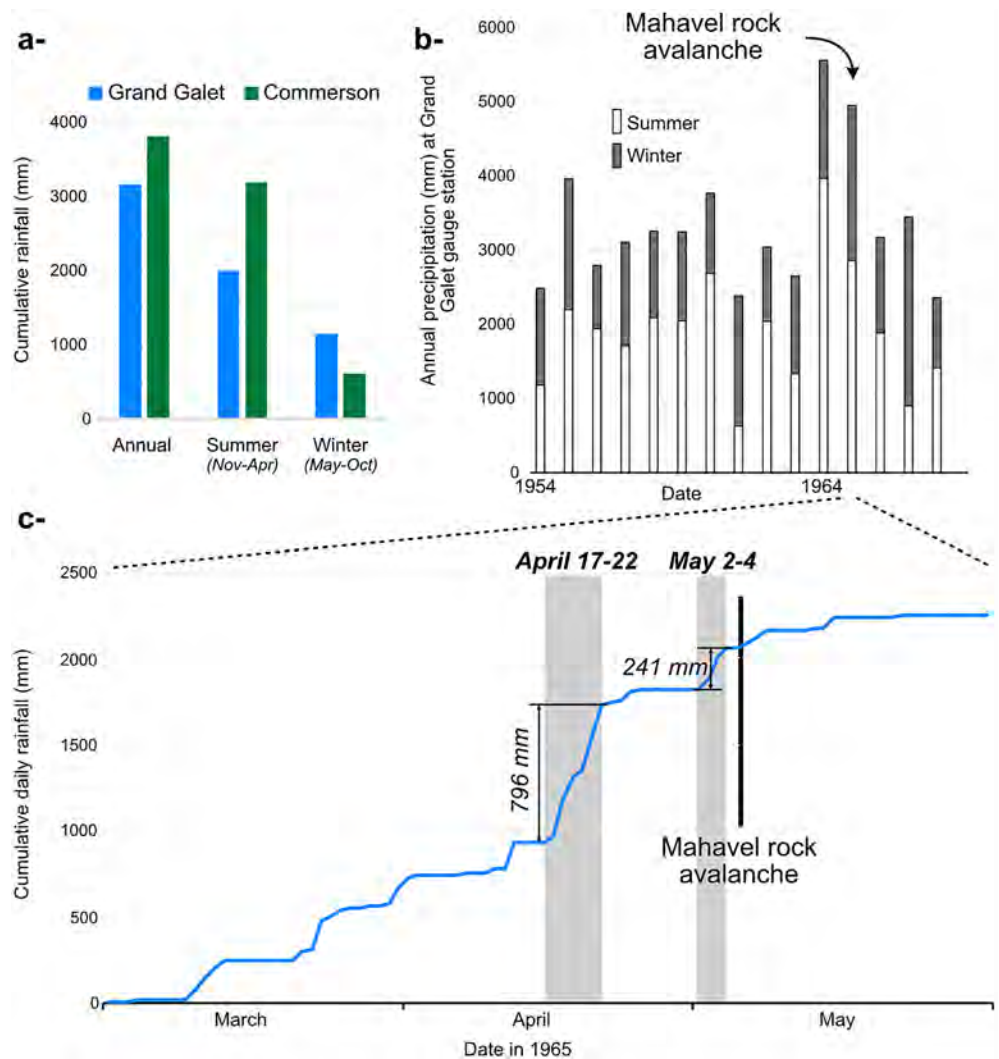 a-
Grand Galet
Commerson
Cumulative rainfall (mm)
4000
3000
2000
1000
0
Annual
Summer
(Nov-Apr)
Winter
(May-Oct)
b-
Mahavel rock
avalanche
Annual precipipitation (mm) at Grand
Galet gauge station
6000
5000
4000
3000
2000
1000
0
Summer
Winter
1954
Date
1964
c-
Cumulative daily rainfall (mm)
2500
2000
1500
1000
500
0
April 17-22
May 2-4
796 mm
241 mm
Mahavel rock
avalanche
March
April
May
Date in 1965